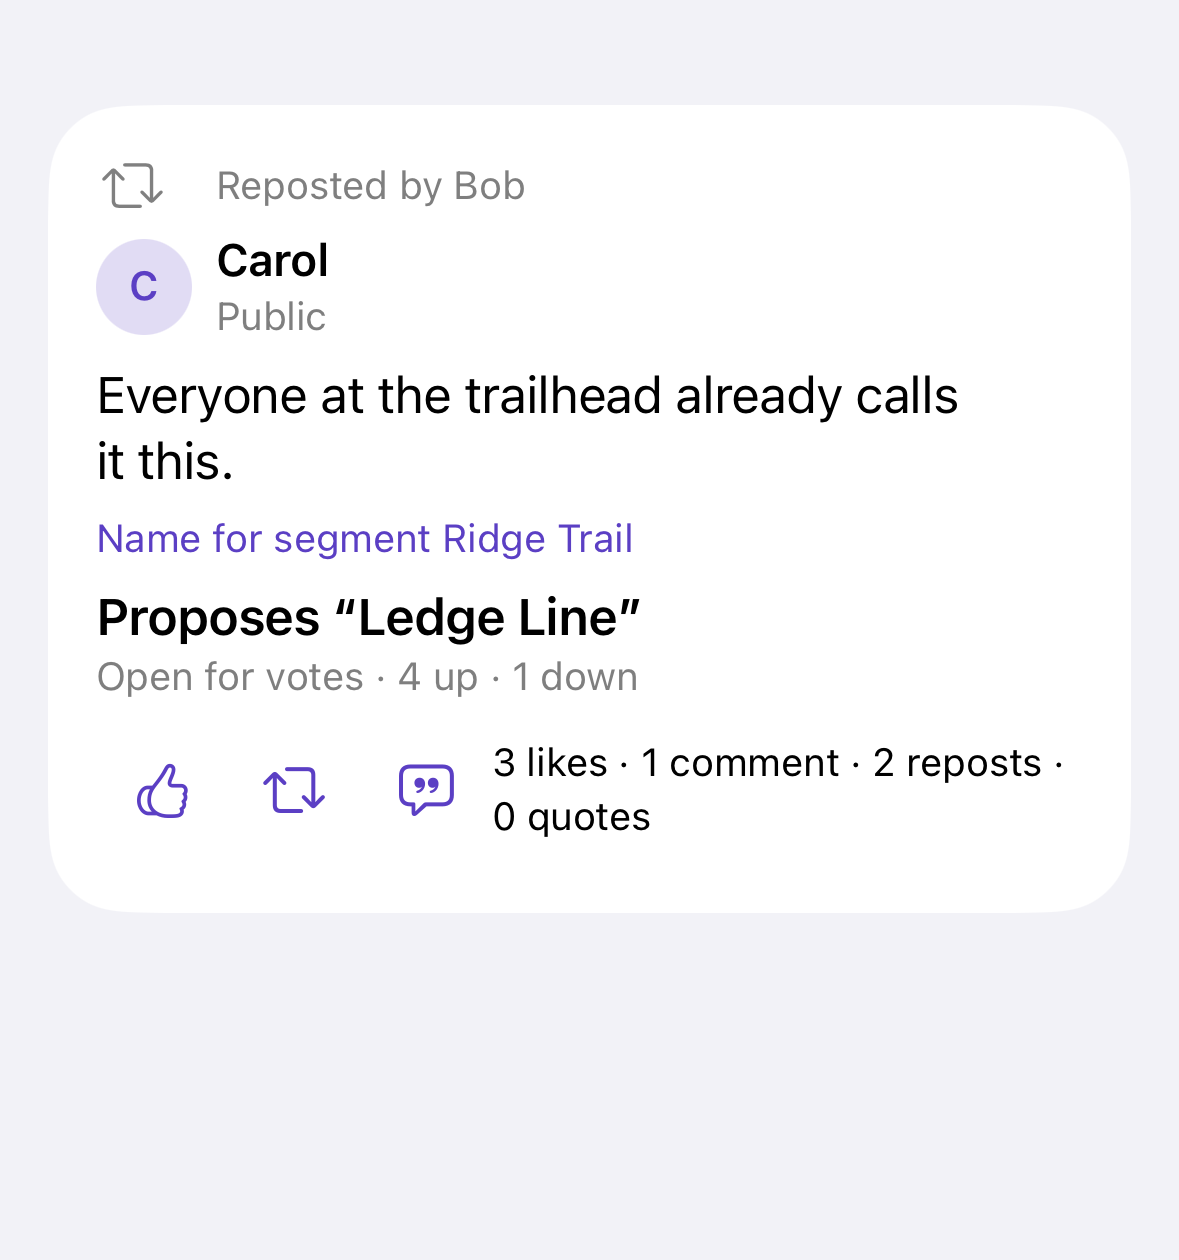 Reposted by Bob
C
Carol
Public
Everyone at the trailhead already calls
it this.
Name for segment Ridge Trail
Proposes “Ledge Line”
Open for votes · 4 up · 1 down
3 likes · 1 comment · 2 reposts ·
0 quotes